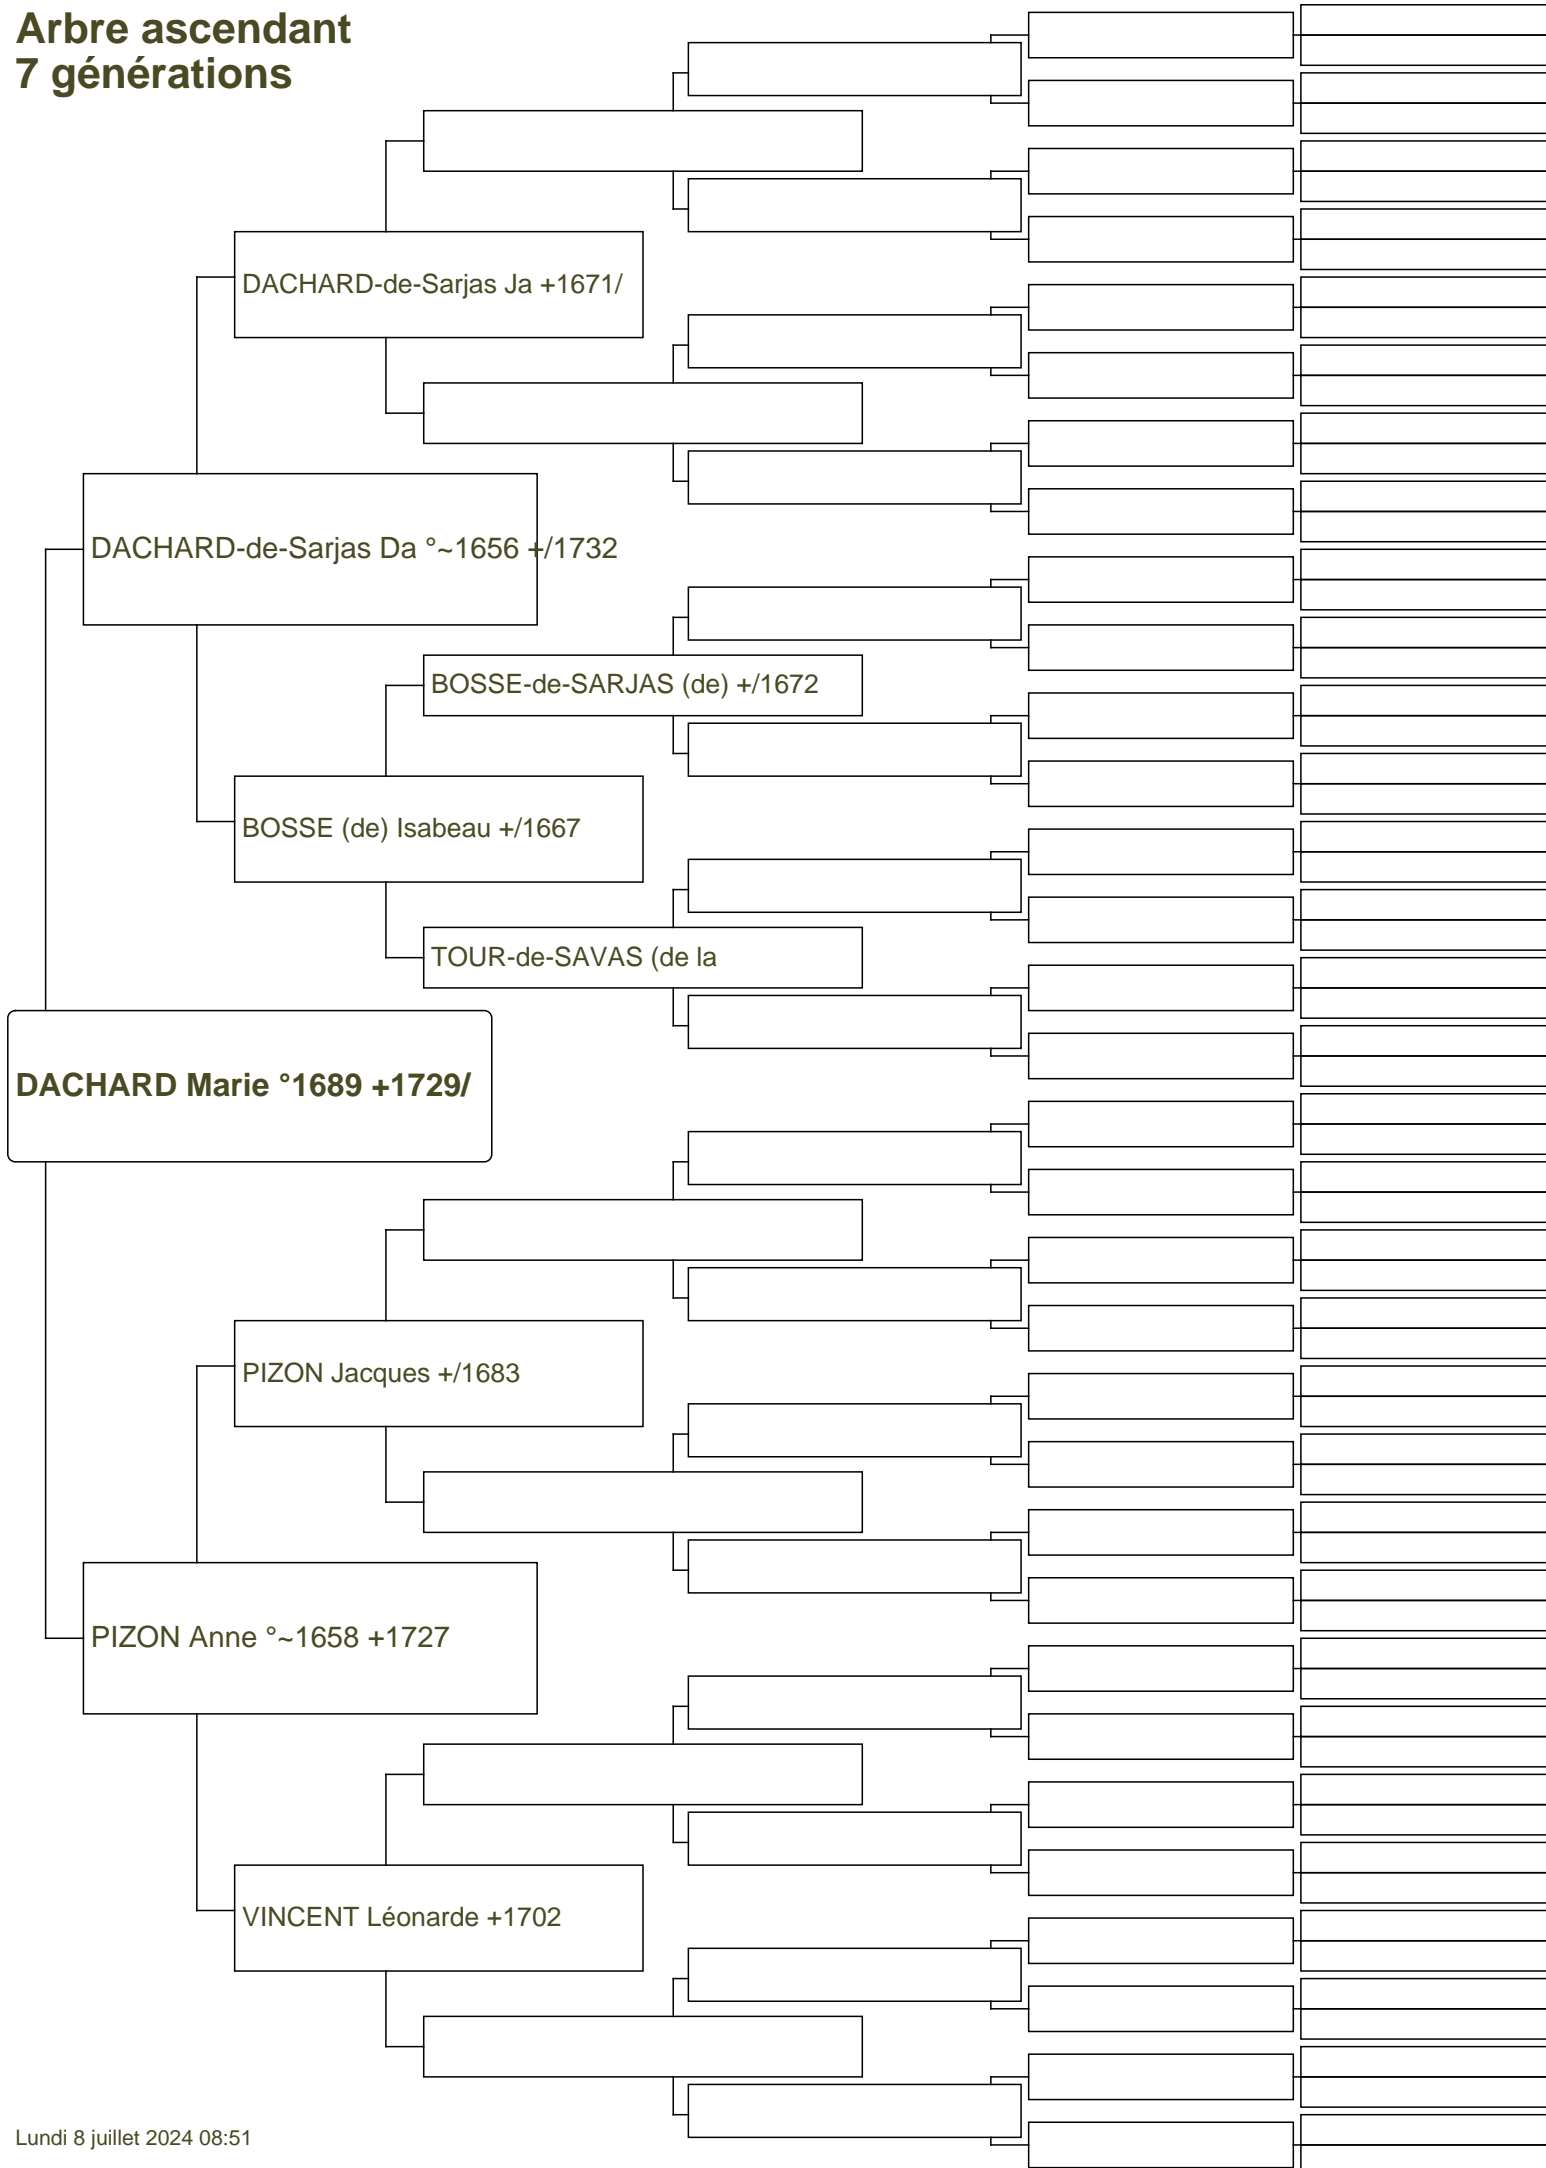 Arbre ascendant
7 générations
DACHARD-de-Sarjas Ja +1671/
DACHARD-de-Sarjas Da °~1656 +/1732
BOSSE-de-SARJAS (de) +/1672
BOSSE (de) Isabeau +/1667
TOUR-de-SAVAS (de la
DACHARD Marie °1689 +1729/
PIZON Jacques +/1683
PIZON Anne °~1658 +1727
VINCENT Léonarde +1702
Lundi 8 juillet 2024 08:51